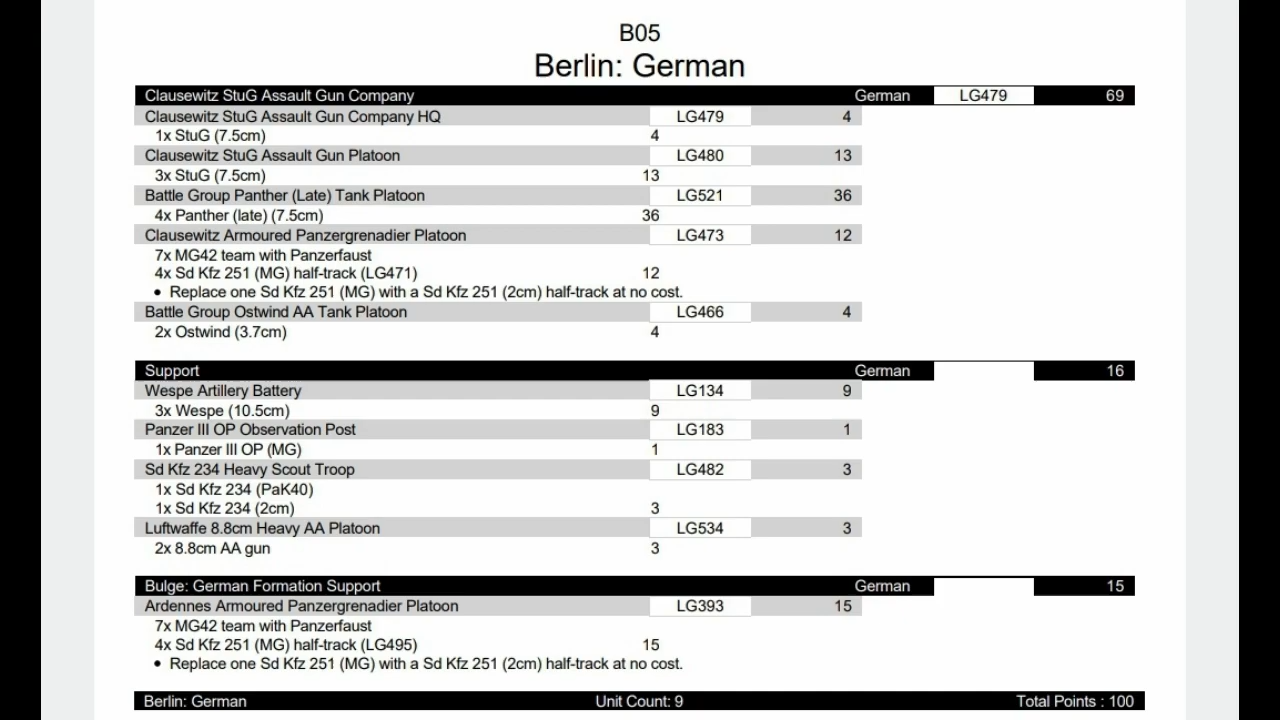 B05
Berlin: German
Clausewitz StuG Assault Gun Company German LG479 69
Clausewitz StuG Assault Gun Company HQ LG479 4
1x StuG (7.5cm) 4
Clausewitz StuG Assault Gun Platoon LG480 13
3x StuG (7.5cm) 13
Battle Group Panther (Late) Tank Platoon LG521 36
4x Panther (late) (7.5cm) 36
Clausewitz Armoured Panzergrenadier Platoon LG473 12
7x MG42 team with Panzerfaust
4x Sd Kfz 251 (MG) half-track (LG471) 12
• Replace one Sd Kfz 251 (MG) with a Sd Kfz 251 (2cm) half-track at no cost.
Battle Group Ostwind AA Tank Platoon LG466 4
2x Ostwind (3.7cm) 4
Support German 16
Wespe Artillery Battery LG134 9
3x Wespe (10.5cm) 9
Panzer III OP Observation Post LG183 1
1x Panzer III OP (MG) 1
Sd Kfz 234 Heavy Scout Troop LG482 3
1x Sd Kfz 234 (PaK40)
1x Sd Kfz 234 (2cm) 3
Luftwaffe 8.8cm Heavy AA Platoon LG534 3
2x 8.8cm AA gun 3
Bulge: German Formation Support German 15
Ardennes Armoured Panzergrenadier Platoon LG393 15
7x MG42 team with Panzerfaust
4x Sd Kfz 251 (MG) half-track (LG495) 15
• Replace one Sd Kfz 251 (MG) with a Sd Kfz 251 (2cm) half-track at no cost.
Berlin: German Unit Count: 9 Total Points : 100